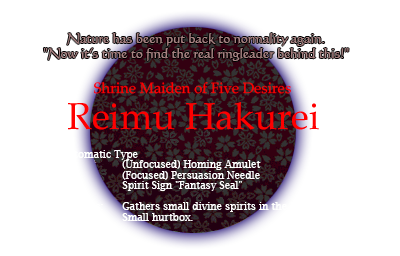 Nature has been put back to normality again.
"Now it's time to find the real ringleader behind this!"
Shrine Maiden of Five Desires
Reimu Hakurei
Type
(Unfocused) Homing Amulet
(Focused) Persuasion Needle
Spirit Sign "Fantasy Seal"
Gathers small divine spirits in
Small hurtbox.